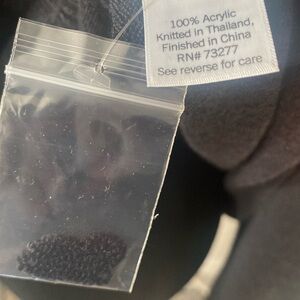 100% Acrylic
Knitted in Thailand,
Finished in China
RN# 73277
See reverse for care